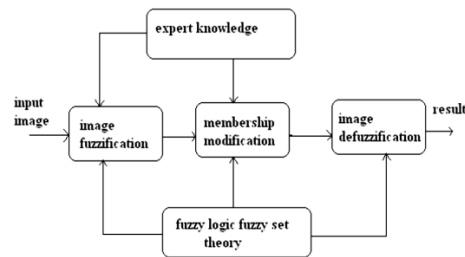 expert knowledge
input
image
image
fuzzification
membership
modification
image
defuzzification
result
fuzzy logic fuzzy set
theory